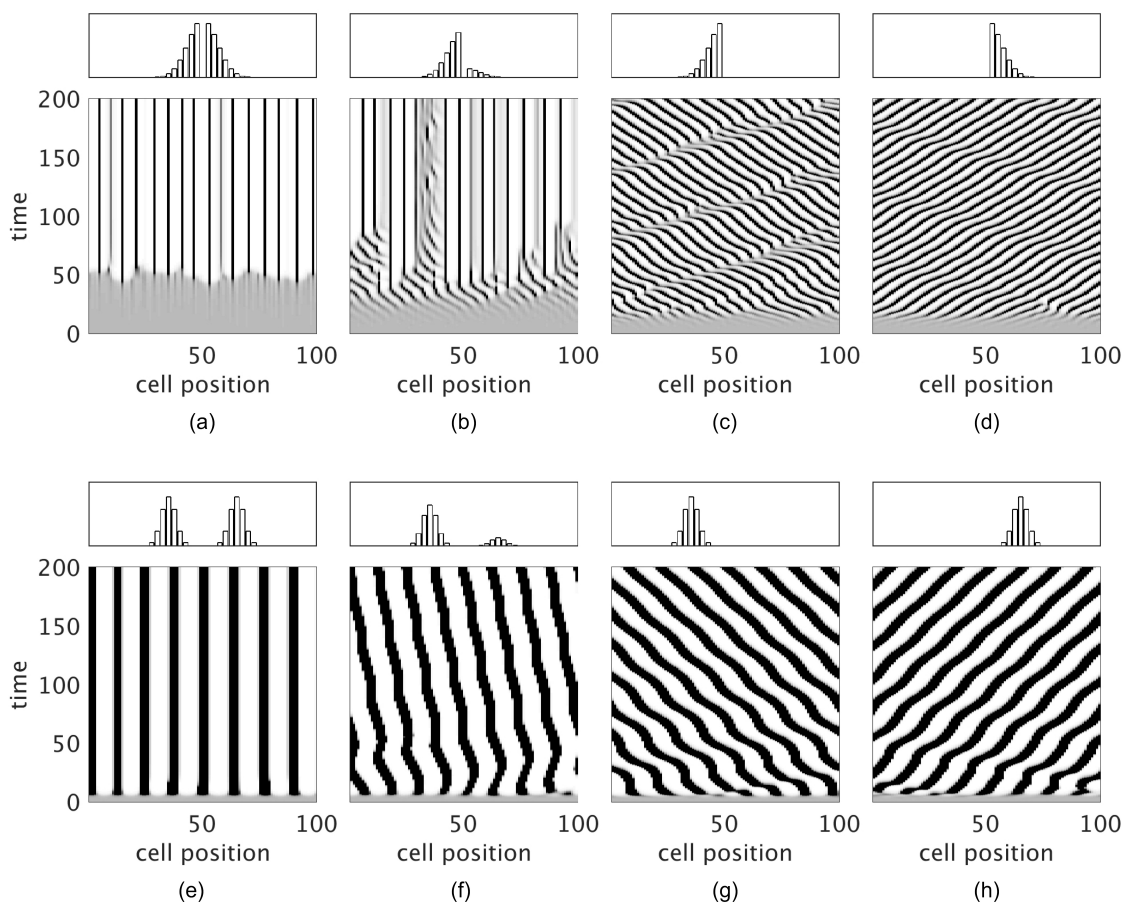 200
150
100
50
0
time
50 100 50 100 50 100 50 100
cell position cell position cell position cell position
(a) (b) (c) (d)
200
150
100
50
0
time
50 100 50 100 50 100 50 100
cell position cell position cell position cell position
(e) (f) (g) (h)